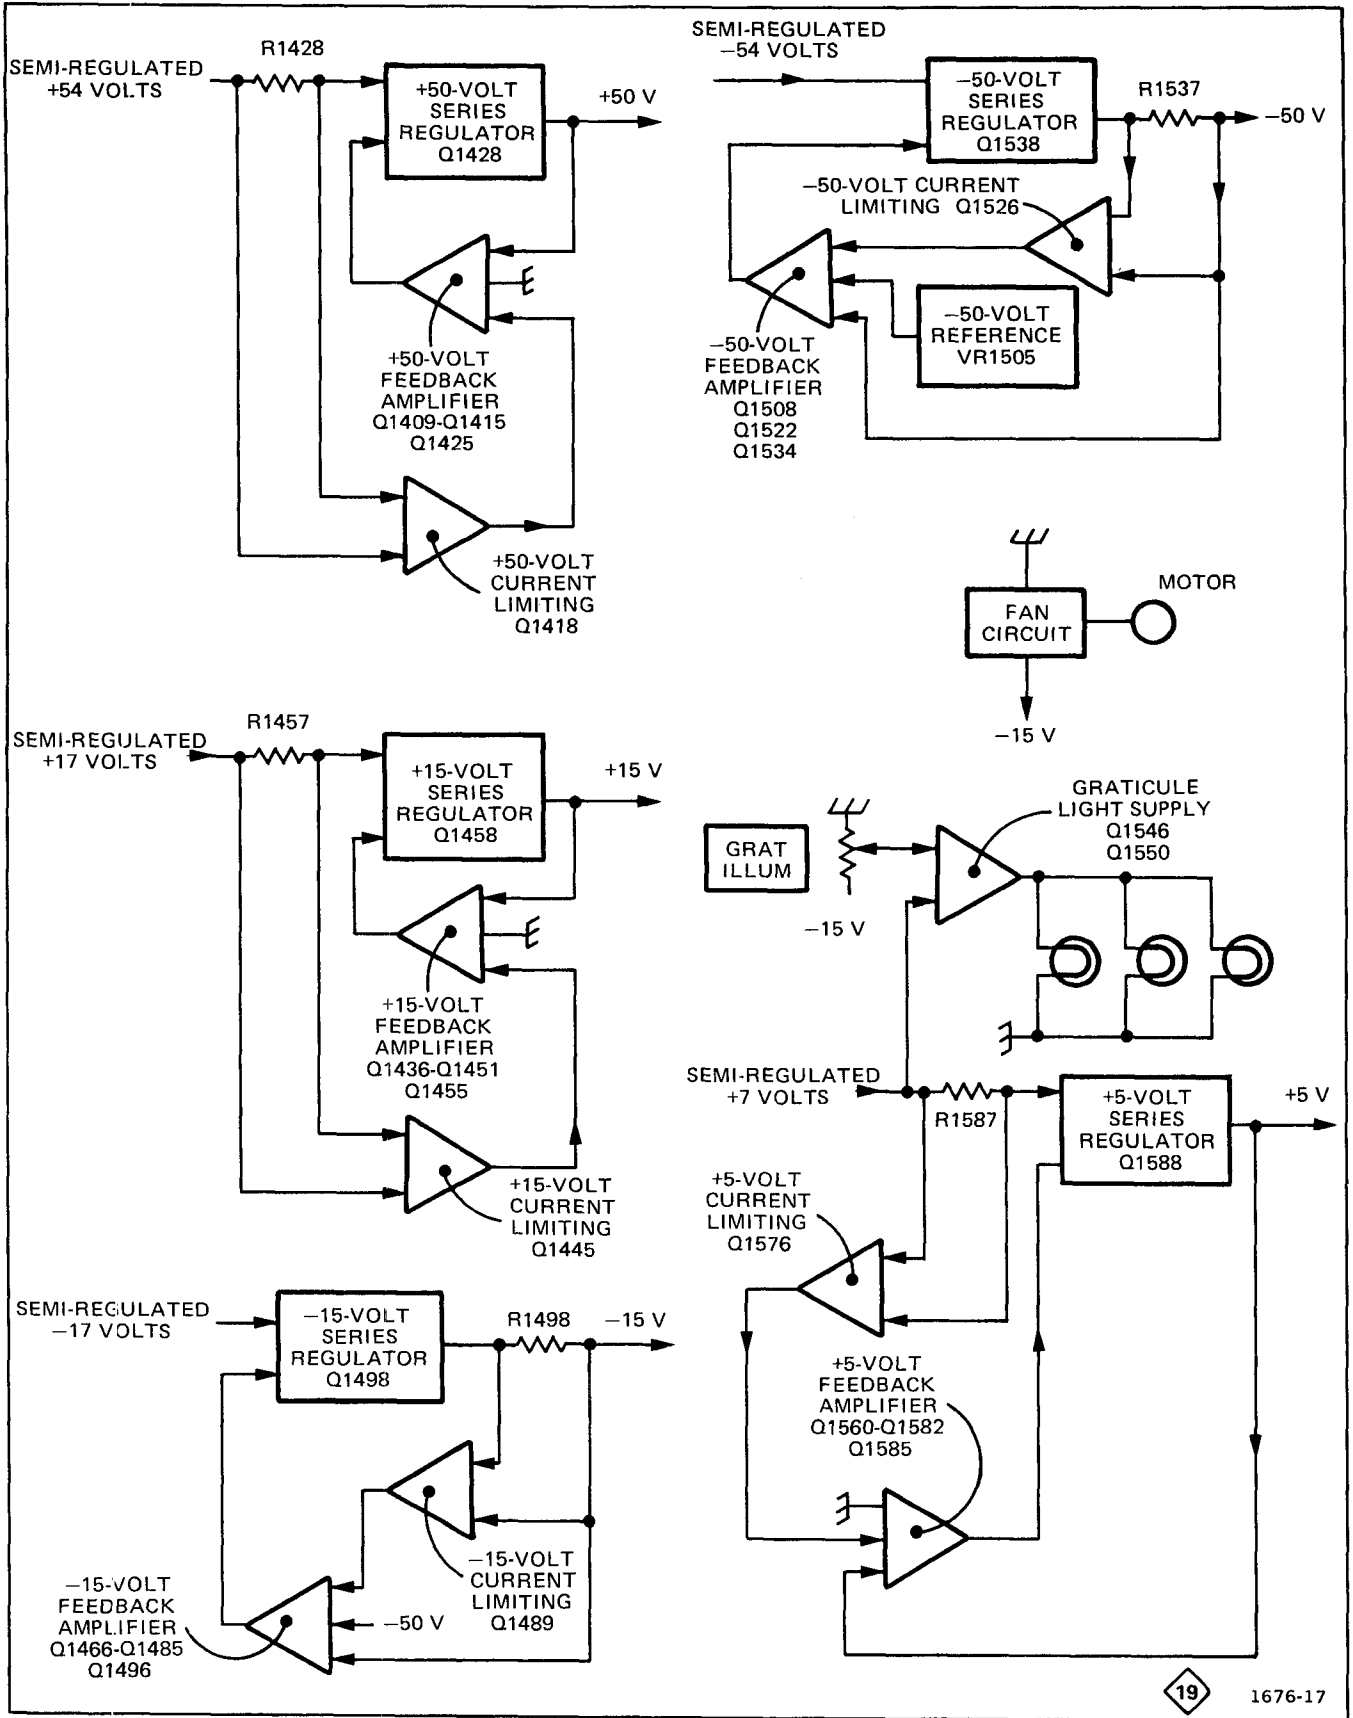 R1428
SEMI-REGULATED
+54 VOLTS
+50-VOLT
SERIES
REGULATOR
Q1428
+50 V
+50-VOLT
FEEDBACK
AMPLIFIER
Q1409-Q1415
Q1425
+50-VOLT
CURRENT
LIMITING
Q1418
SEMI-REGULATED
−54 VOLTS
−50-VOLT
SERIES
REGULATOR
Q1538
R1537
−50 V
−50-VOLT CURRENT
LIMITING Q1526
−50-VOLT
REFERENCE
VR1505
−50-VOLT
FEEDBACK
AMPLIFIER
Q1508
Q1522
Q1534
FAN
CIRCUIT
MOTOR
−15 V
R1457
SEMI-REGULATED
+17 VOLTS
+15-VOLT
SERIES
REGULATOR
Q1458
+15 V
+15-VOLT
FEEDBACK
AMPLIFIER
Q1436-Q1451
Q1455
+15-VOLT
CURRENT
LIMITING
Q1445
GRATICULE
LIGHT SUPPLY
Q1546
Q1550
GRAT
ILLUM
−15 V
SEMI-REGULATED
+7 VOLTS
R1587
+5-VOLT
SERIES
REGULATOR
Q1588
+5 V
+5-VOLT
CURRENT
LIMITING
Q1576
+5-VOLT
FEEDBACK
AMPLIFIER
Q1560-Q1582
Q1585
SEMI-REGULATED
−17 VOLTS
−15-VOLT
SERIES
REGULATOR
Q1498
R1498
−15 V
−15-VOLT
CURRENT
LIMITING
Q1489
−15-VOLT
FEEDBACK
AMPLIFIER
Q1466-Q1485
Q1496
−50 V
19
1676-17